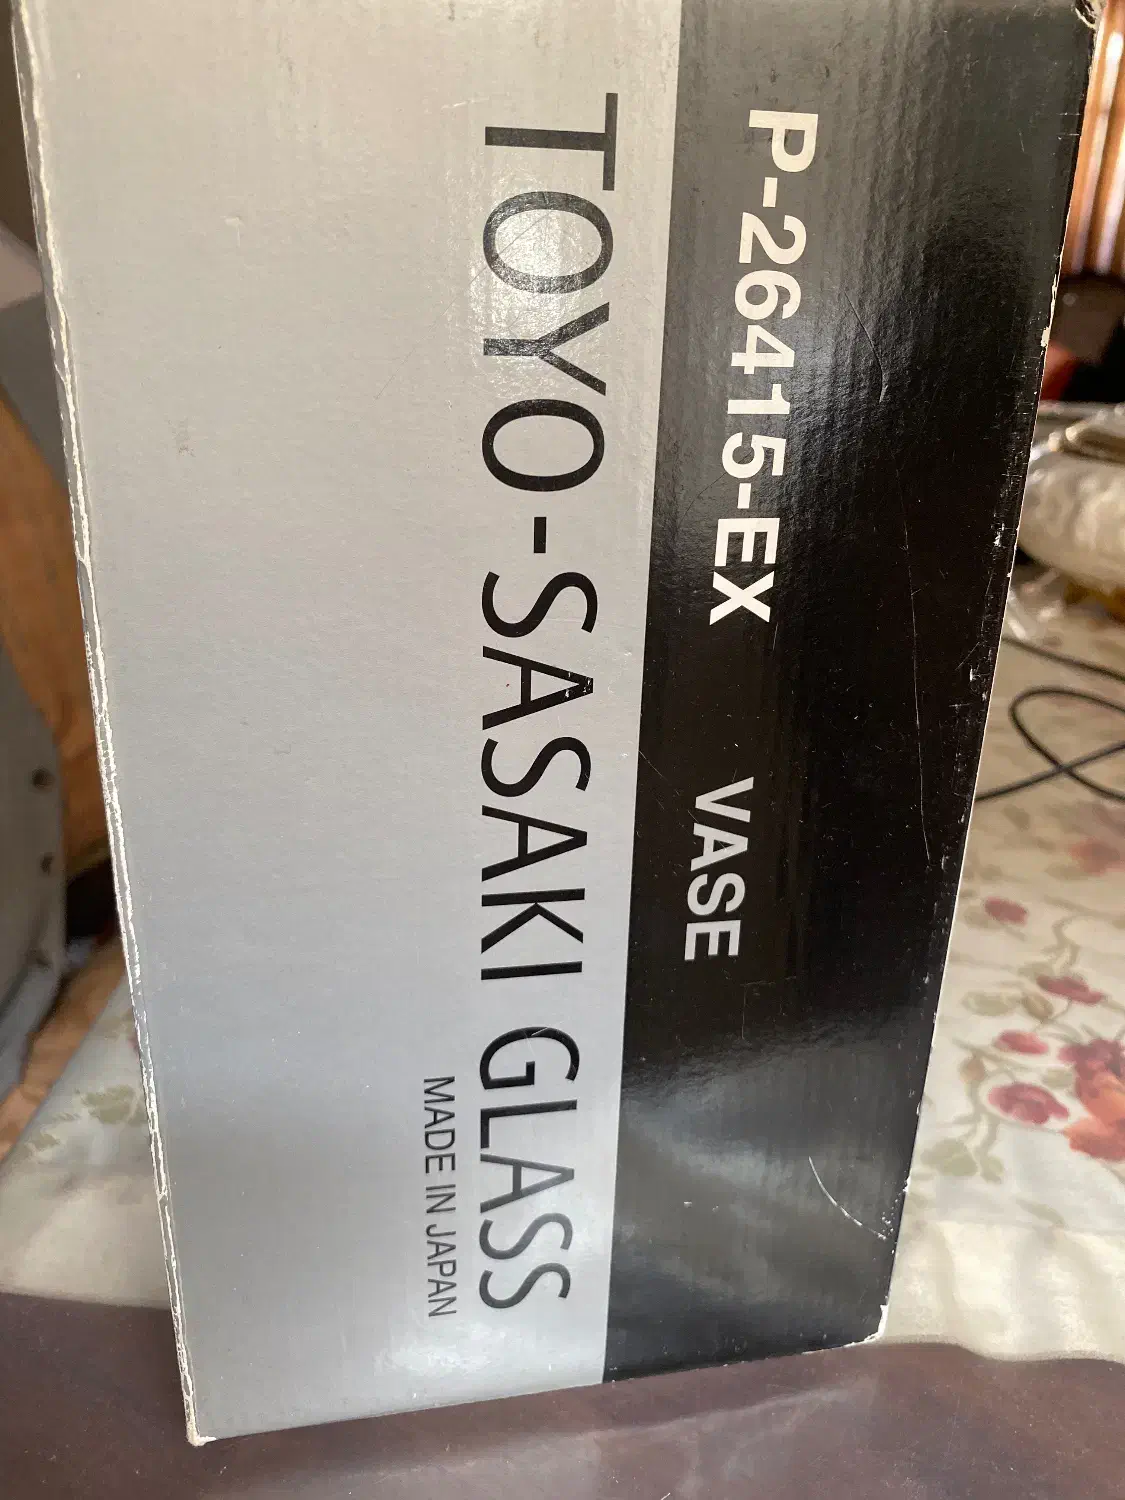 P-26415-EX VASE
TOYO-SASAKI GLASS
MADE IN JAPAN